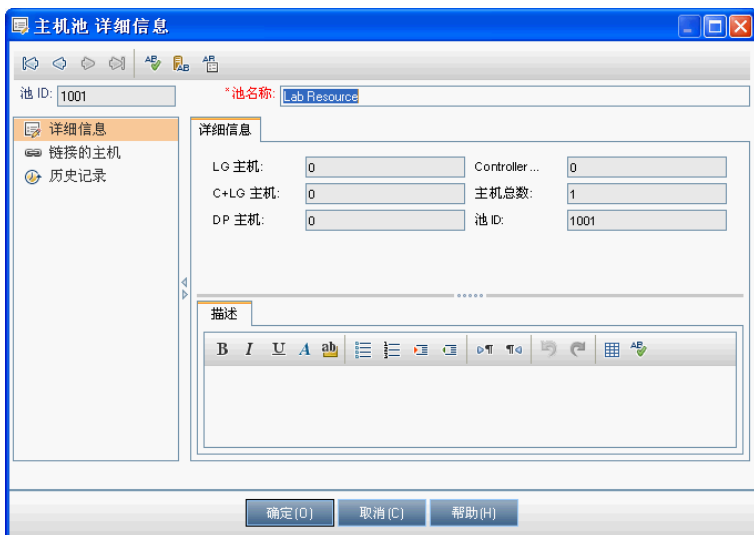 主机池 详细信息
池 ID: 1001 *池名称: Lab Resource
详细信息
链接的主机
历史记录
详细信息
LG 主机: 0 Controller... 0
C+LG 主机: 0 主机总数: 1
DP 主机: 0 池 ID: 1001
描述
B I U A ab
确定(O) 取消(C) 帮助(H)